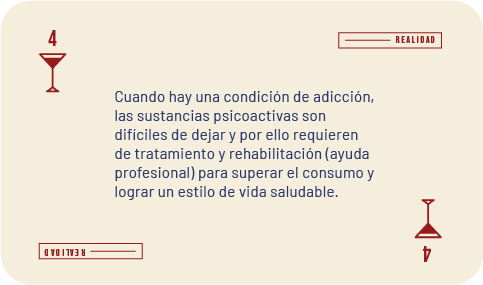 4
REALIDAD
Cuando hay una condición de adicción,
las sustancias psicoactivas son
difíciles de dejar y por ello requieren
de tratamiento y rehabilitación (ayuda
profesional) para superar el consumo y
lograr un estilo de vida saludable.
REALIDAD
4